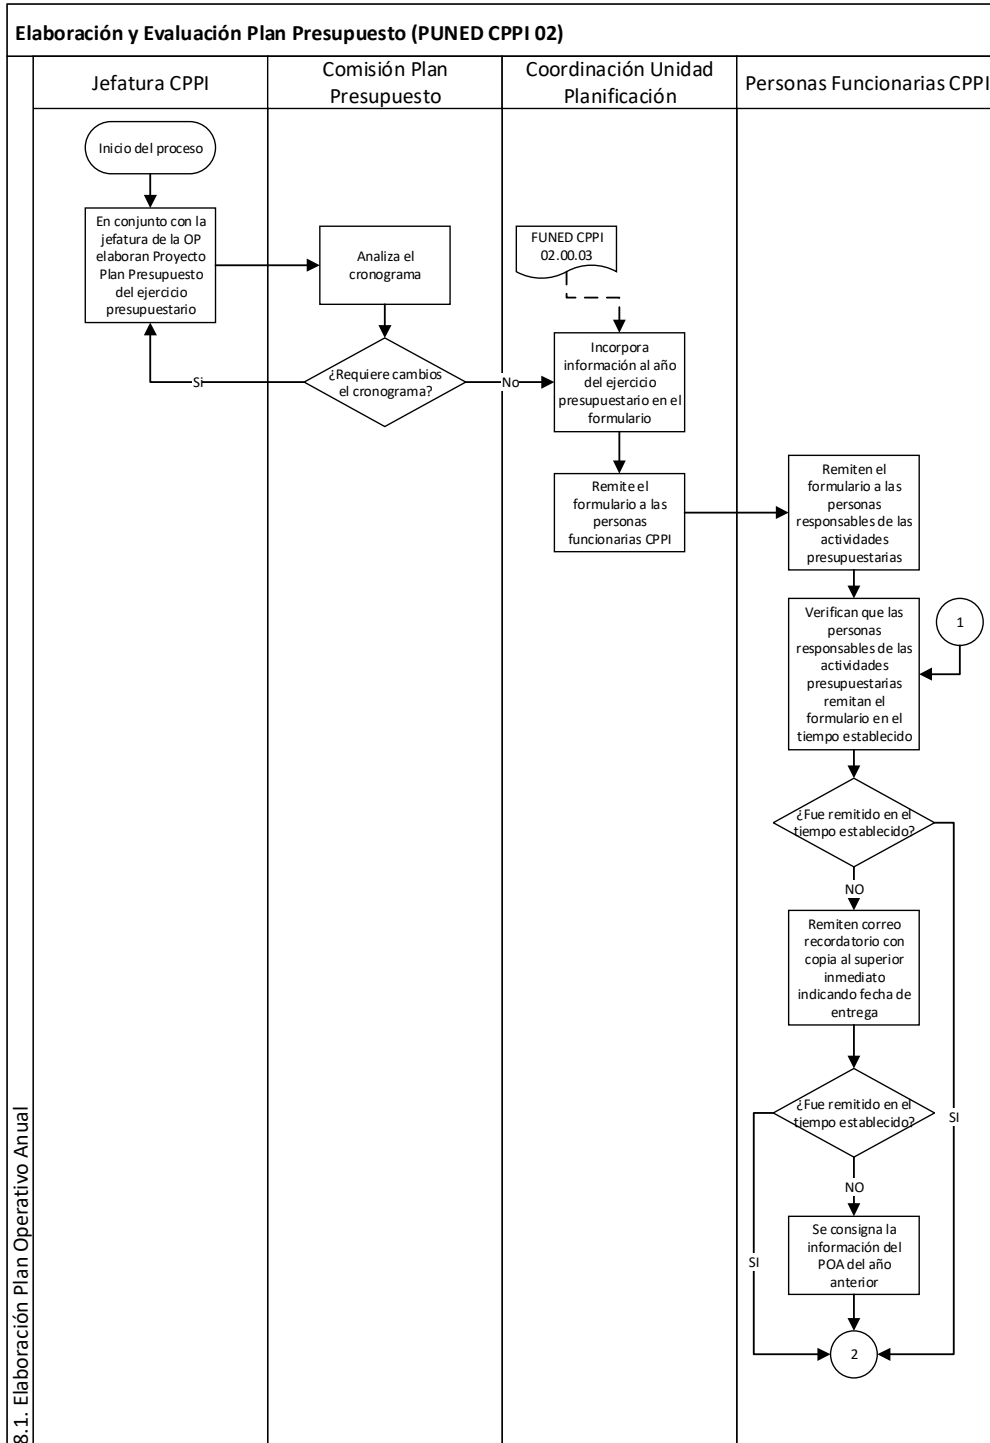 Elaboración y Evaluación Plan Presupuesto (PUNED CPPI 02)
Jefatura CPPI
Comisión Plan
Presupuesto
Coordinación Unidad
Planificación
Personas Funcionarias CPPI
8.1. Elaboración Plan Operativo Anual
Inicio del proceso
En conjunto con la
jefatura de la OP
elaboran Proyecto
Plan Presupuesto
del ejercicio
presupuestario
Analiza el
cronograma
¿Requiere cambios
el cronograma?
Si
No
FUNED CPPI
02.00.03
Incorpora
información al año
del ejercicio
presupuestario en el
formulario
Remite el
formulario a las
personas
funcionarias CPPI
Remiten el
formulario a las
personas
responsables de las
actividades
presupuestarias
Verifican que las
personas
responsables de las
actividades
presupuestarias
remitan el
formulario en el
tiempo establecido
1
¿Fue remitido en el
tiempo establecido?
NO
SI
Remiten correo
recordatorio con
copia al superior
inmediato
indicando fecha de
entrega
¿Fue remitido en el
tiempo establecido?
NO
SI
Se consigna la
información del
POA del año
anterior
2